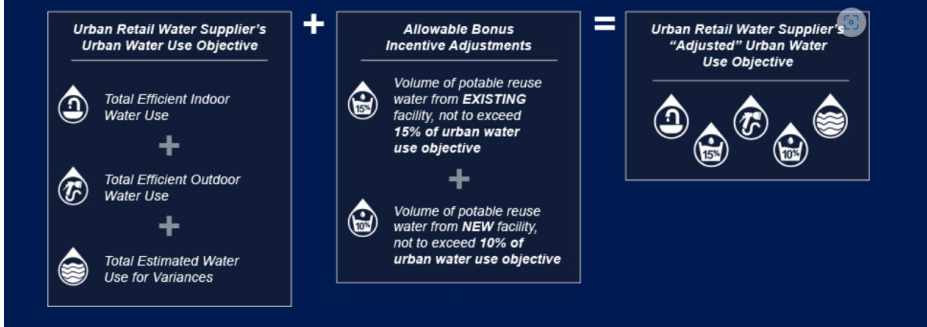 Urban Retail Water Supplier's
Urban Water Use Objective
Total Efficient Indoor
Water Use
+
Total Efficient Outdoor
Water Use
+
Total Estimated Water
Use for Variances
+
Allowable Bonus
Incentive Adjustments
15%
Volume of potable reuse
water from EXISTING
facility, not to exceed
15% of urban water
use objective
+
10%
Volume of potable reuse
water from NEW facility,
not to exceed 10% of
urban water use objective
=
Urban Retail Water Supplier's
"Adjusted" Urban Water
Use Objective
15%
10%